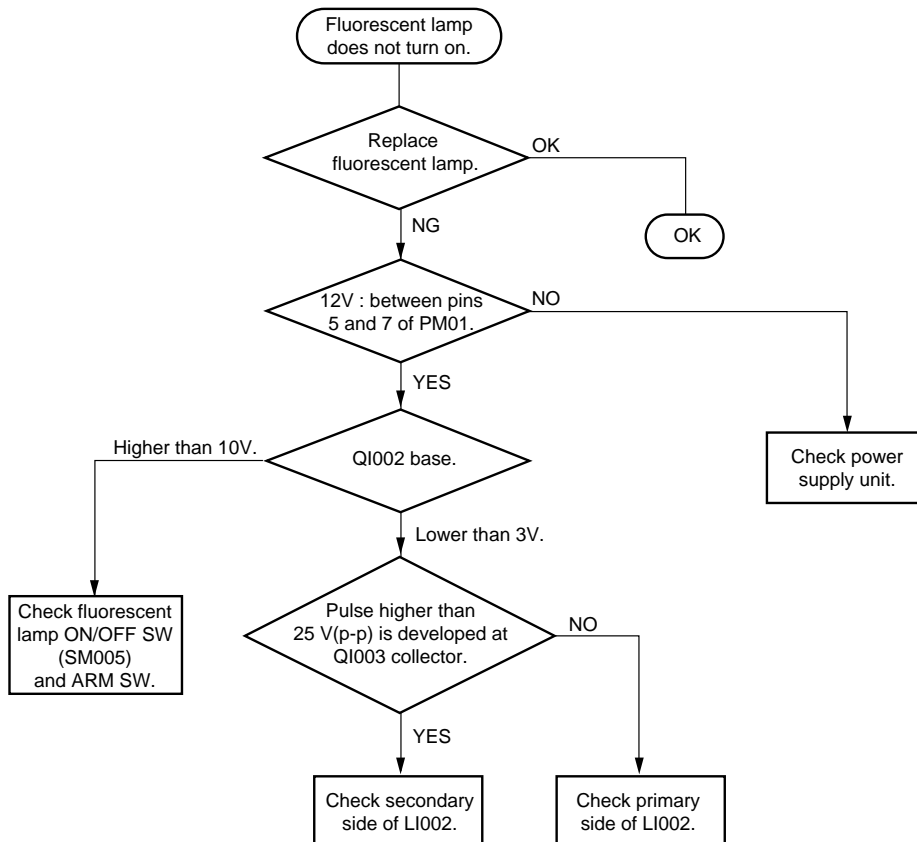 Fluorescent lamp
does not turn on.
Replace
fluorescent lamp.
OK
OK
NG
12V : between pins
5 and 7 of PM01.
NO
YES
Check power
supply unit.
Higher than 10V.
QI002 base.
Lower than 3V.
Check fluorescent
lamp ON/OFF SW
(SM005)
and ARM SW.
Pulse higher than
25 V(p-p) is developed at
QI003 collector.
NO
YES
Check secondary
side of LI002.
Check primary
side of LI002.